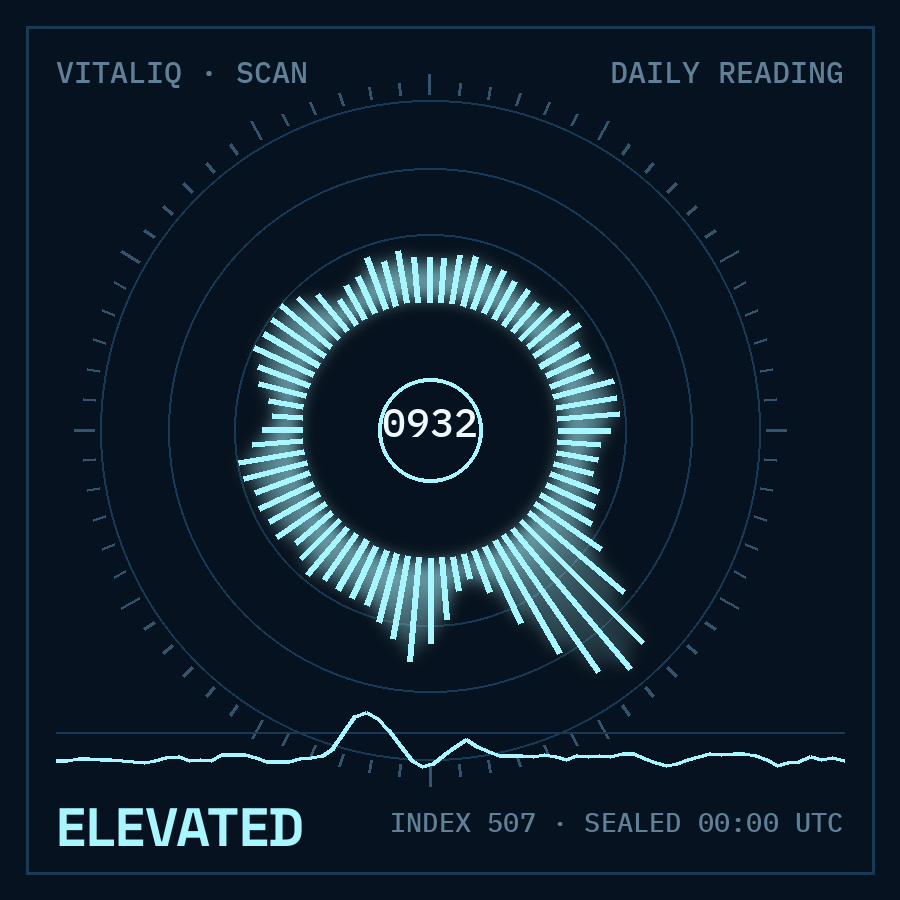 VITALIQ · SCAN
DAILY READING
0932
ELEVATED
INDEX 507 · SEALED 00:00 UTC